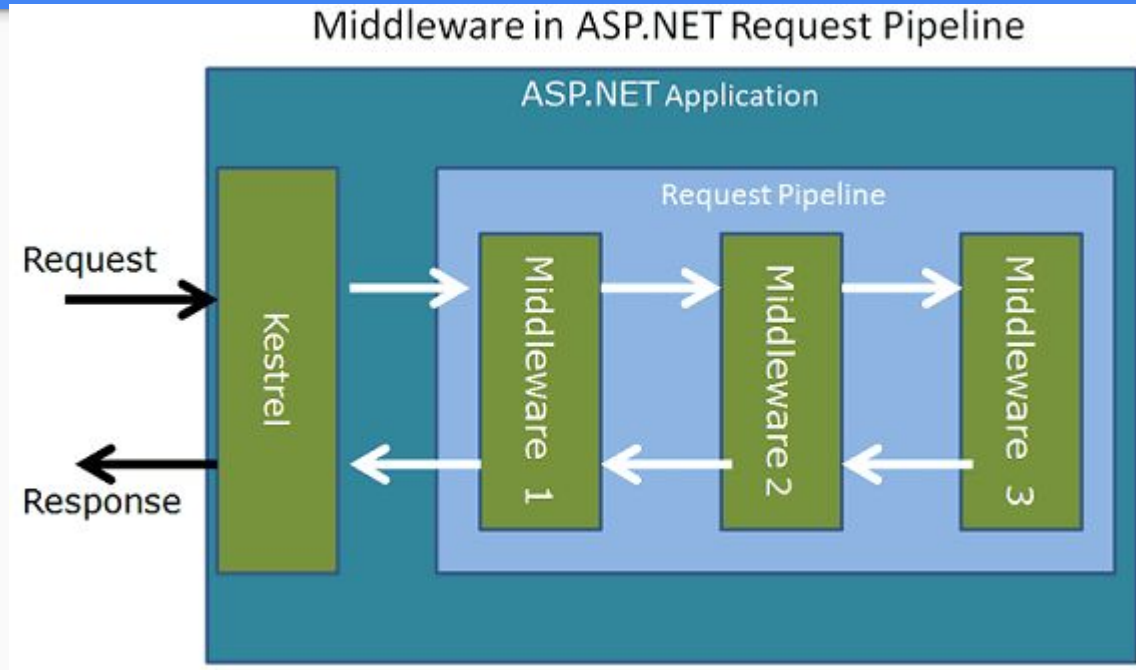 Middleware in ASP.NET Request Pipeline
ASP.NET Application
Request Pipeline
Request
Kestrel
Middleware 1
Middleware 2
Middleware 3
Response